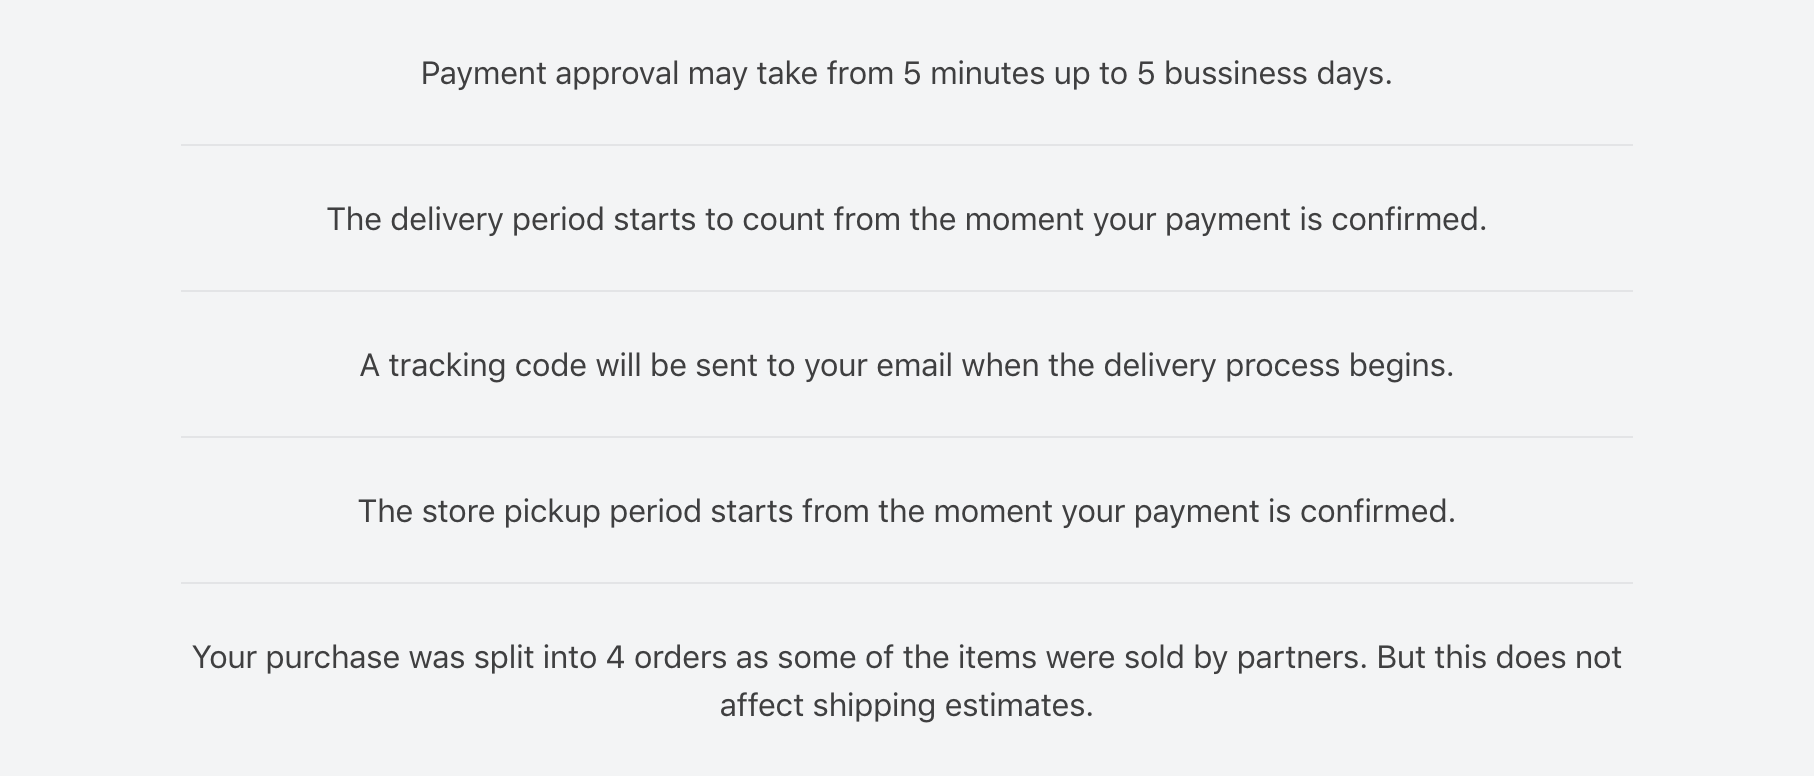 Payment approval may take from 5 minutes up to 5 bussiness days.
The delivery period starts to count from the moment your payment is confirmed.
A tracking code will be sent to your email when the delivery process begins.
The store pickup period starts from the moment your payment is confirmed.
Your purchase was split into 4 orders as some of the items were sold by partners. But this does not
affect shipping estimates.